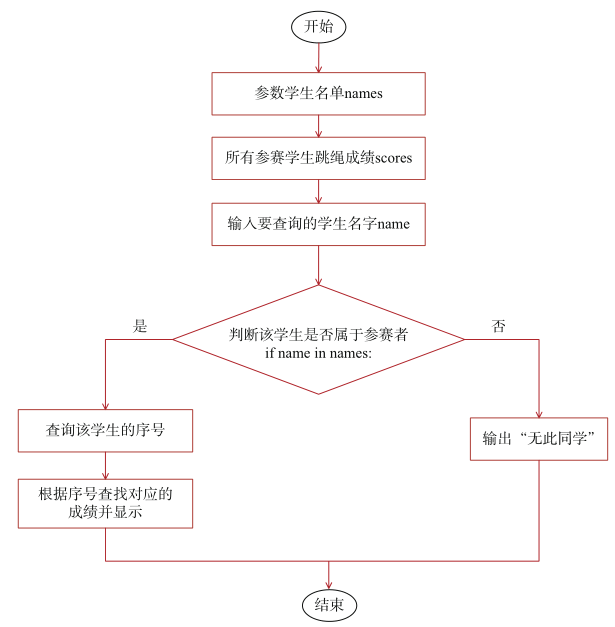 开始
参数学生名单names
所有参赛学生跳绳成绩scores
输入要查询的学生名字name
判断该学生是否属于参赛者
if name in names:
是
否
查询该学生的序号
输出“无此同学”
根据序号查找对应的
成绩并显示
结束